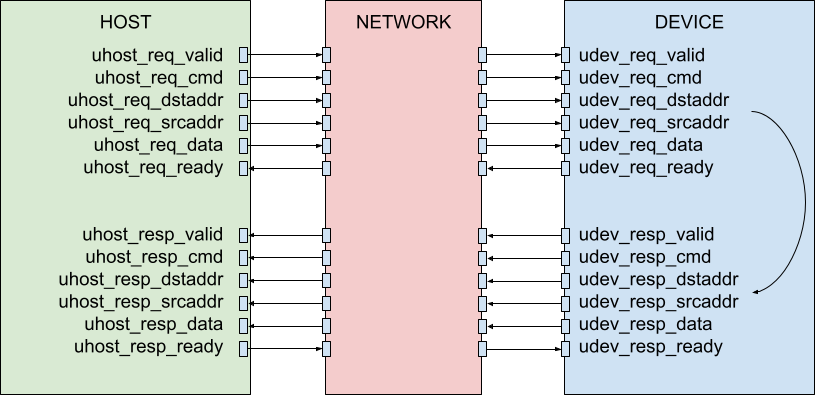 HOST
NETWORK
DEVICE
uhost_req_valid
uhost_req_cmd
uhost_req_dstaddr
uhost_req_srcaddr
uhost_req_data
uhost_req_ready
uhost_resp_valid
uhost_resp_cmd
uhost_resp_dstaddr
uhost_resp_srcaddr
uhost_resp_data
uhost_resp_ready
udev_req_valid
udev_req_cmd
udev_req_dstaddr
udev_req_srcaddr
udev_req_data
udev_req_ready
udev_resp_valid
udev_resp_cmd
udev_resp_dstaddr
udev_resp_srcaddr
udev_resp_data
udev_resp_ready